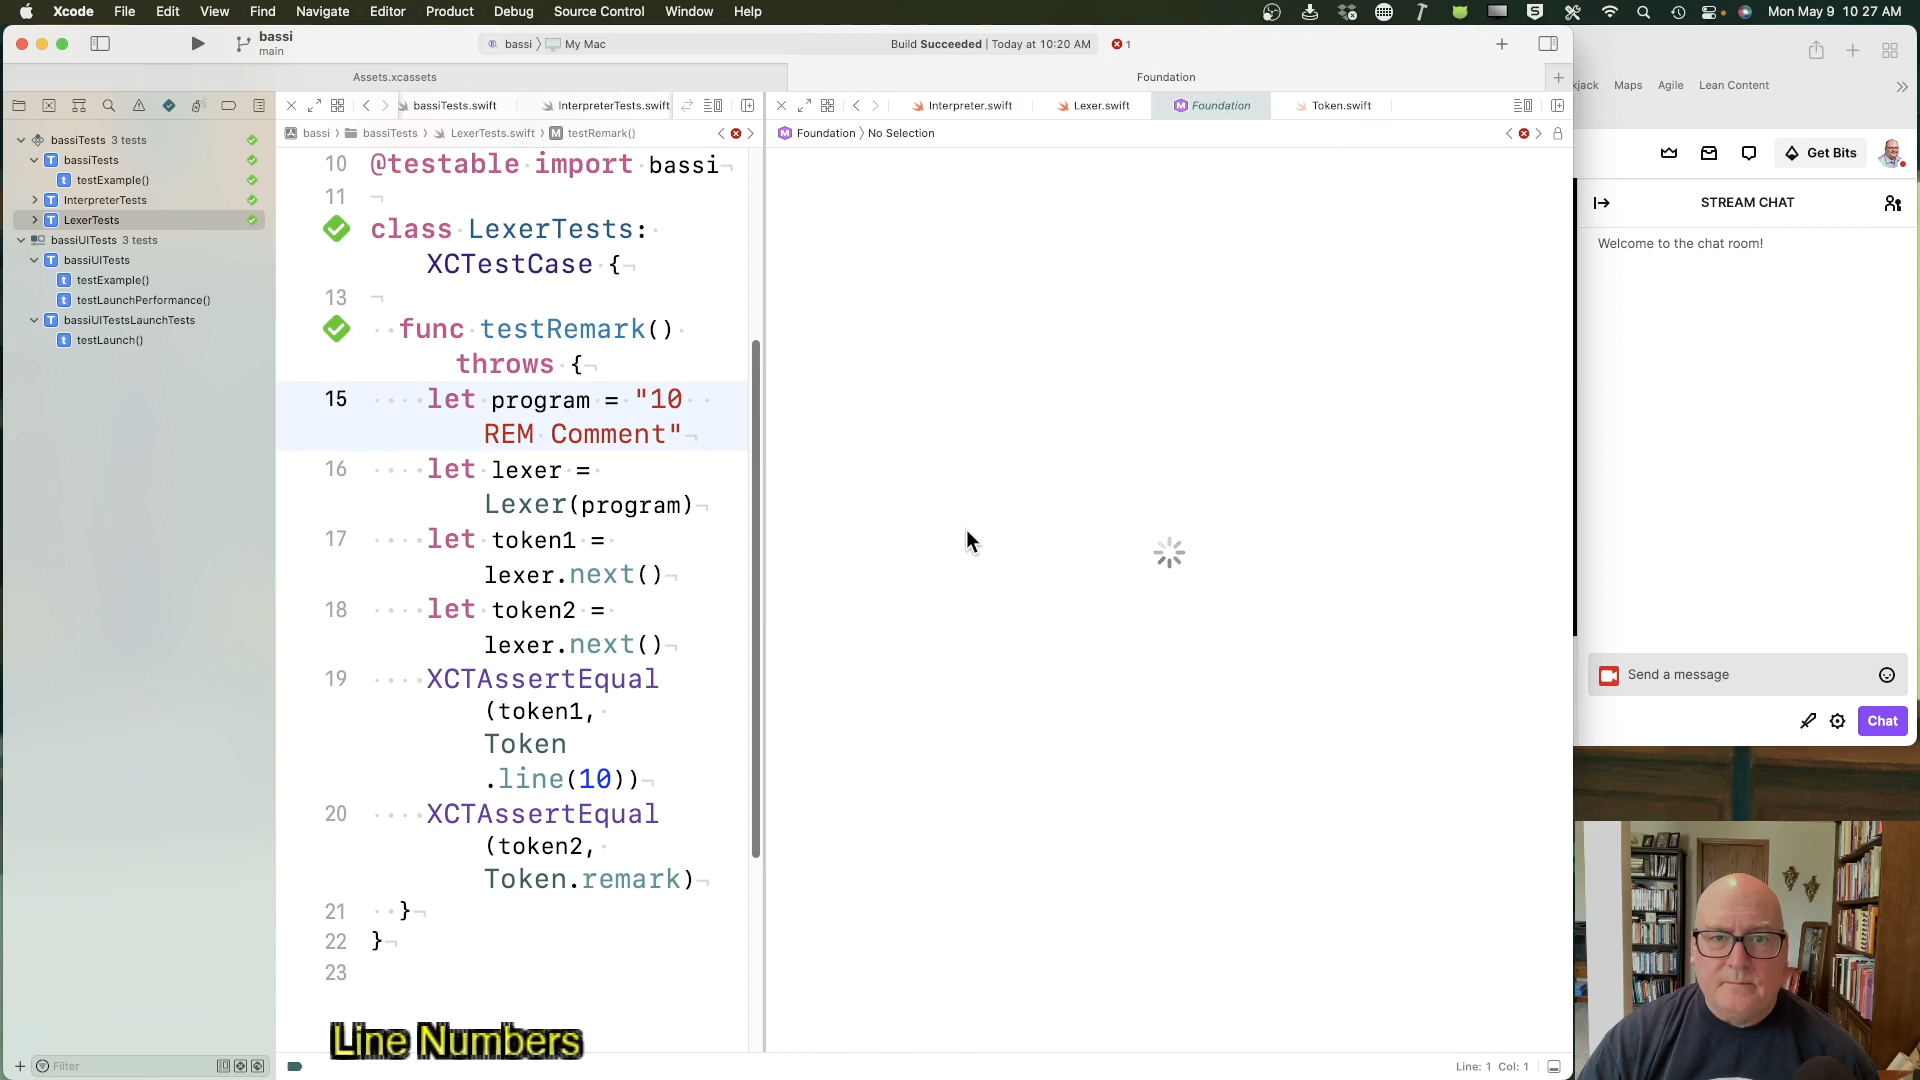 Xcode File Edit View Find Navigate Editor Product Debug Source Control Window Help
Mon May 9 10:27 AM
bassi
main
bassi 〉 My Mac
Build Succeeded | Today at 10:20 AM
1
Assets.xcassets
Foundation
bassiTests.swift
InterpreterTests.swift
Interpreter.swift
Lexer.swift
Foundation
Token.swift
bassi 〉 bassiTests 〉 LexerTests.swift 〉 M testRemark()
Foundation 〉 No Selection
bassiTests 3 tests
T bassiTests
t testExample()
T InterpreterTests
T LexerTests
bassiUITests 3 tests
T bassiUITests
t testExample()
t testLaunchPerformance()
T bassiUITestsLaunchTests
t testLaunch()
Filter
10 @testable import bassi¬
11 ¬
class LexerTests:
XCTestCase {¬
13 ¬
func testRemark()
throws {¬
15 let program = "10
REM Comment"¬
16 let lexer =
Lexer(program)¬
17 let token1 =
lexer.next()¬
18 let token2 =
lexer.next()¬
19 XCTAssertEqual
(token1,
Token
.line(10))¬
20 XCTAssertEqual
(token2,
Token.remark)¬
21 }¬
22 }¬
23
Line Numbers
Line: 1 Col: 1
kjack Maps Agile Lean Content
Get Bits
STREAM CHAT
Welcome to the chat room!
Send a message
Chat